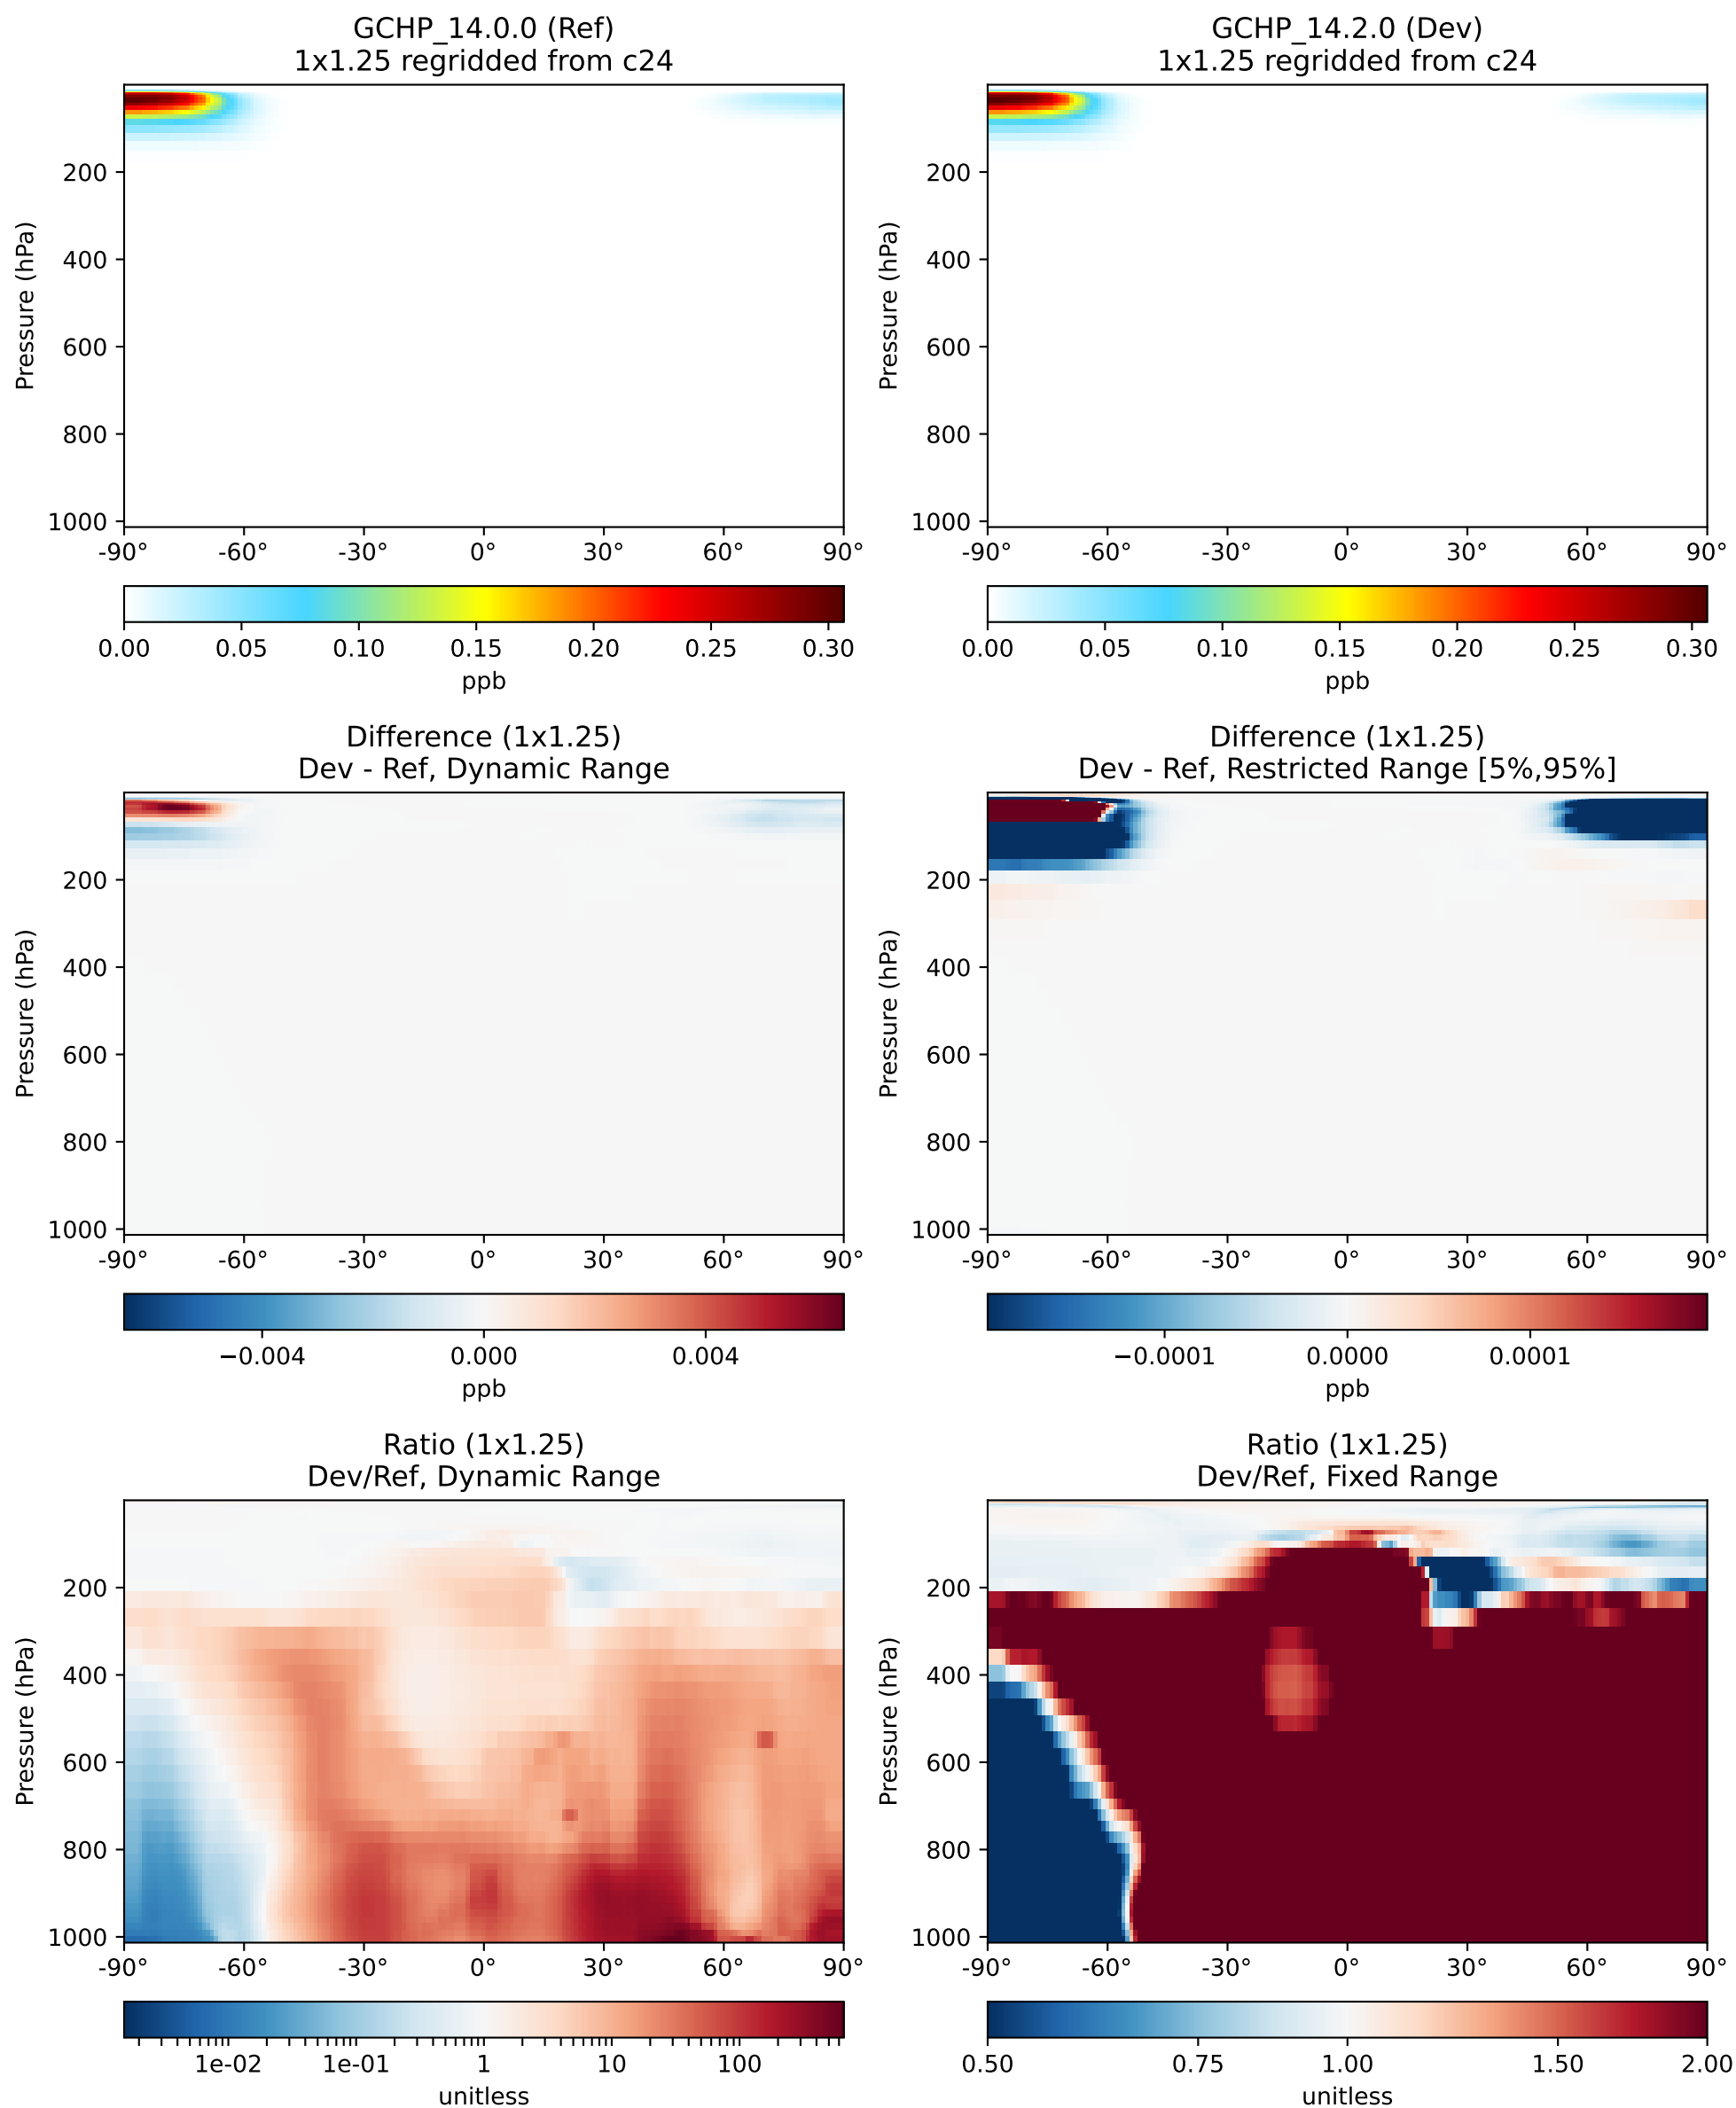 GCHP_14.0.0 (Ref)
1x1.25 regridded from c24
Pressure (hPa)
200
400
600
800
1000
-90° -60° -30° 0° 30° 60° 90°
0.00 0.05 0.10 0.15 0.20 0.25 0.30
ppb
GCHP_14.2.0 (Dev)
1x1.25 regridded from c24
Pressure (hPa)
200
400
600
800
1000
-90° -60° -30° 0° 30° 60° 90°
0.00 0.05 0.10 0.15 0.20 0.25 0.30
ppb
Difference (1x1.25)
Dev - Ref, Dynamic Range
Pressure (hPa)
200
400
600
800
1000
-90° -60° -30° 0° 30° 60° 90°
−0.004 0.000 0.004
ppb
Difference (1x1.25)
Dev - Ref, Restricted Range [5%,95%]
Pressure (hPa)
200
400
600
800
1000
-90° -60° -30° 0° 30° 60° 90°
−0.0001 0.0000 0.0001
ppb
Ratio (1x1.25)
Dev/Ref, Dynamic Range
Pressure (hPa)
200
400
600
800
1000
-90° -60° -30° 0° 30° 60° 90°
1e-02 1e-01 1 10 100
unitless
Ratio (1x1.25)
Dev/Ref, Fixed Range
Pressure (hPa)
200
400
600
800
1000
-90° -60° -30° 0° 30° 60° 90°
0.50 0.75 1.00 1.50 2.00
unitless